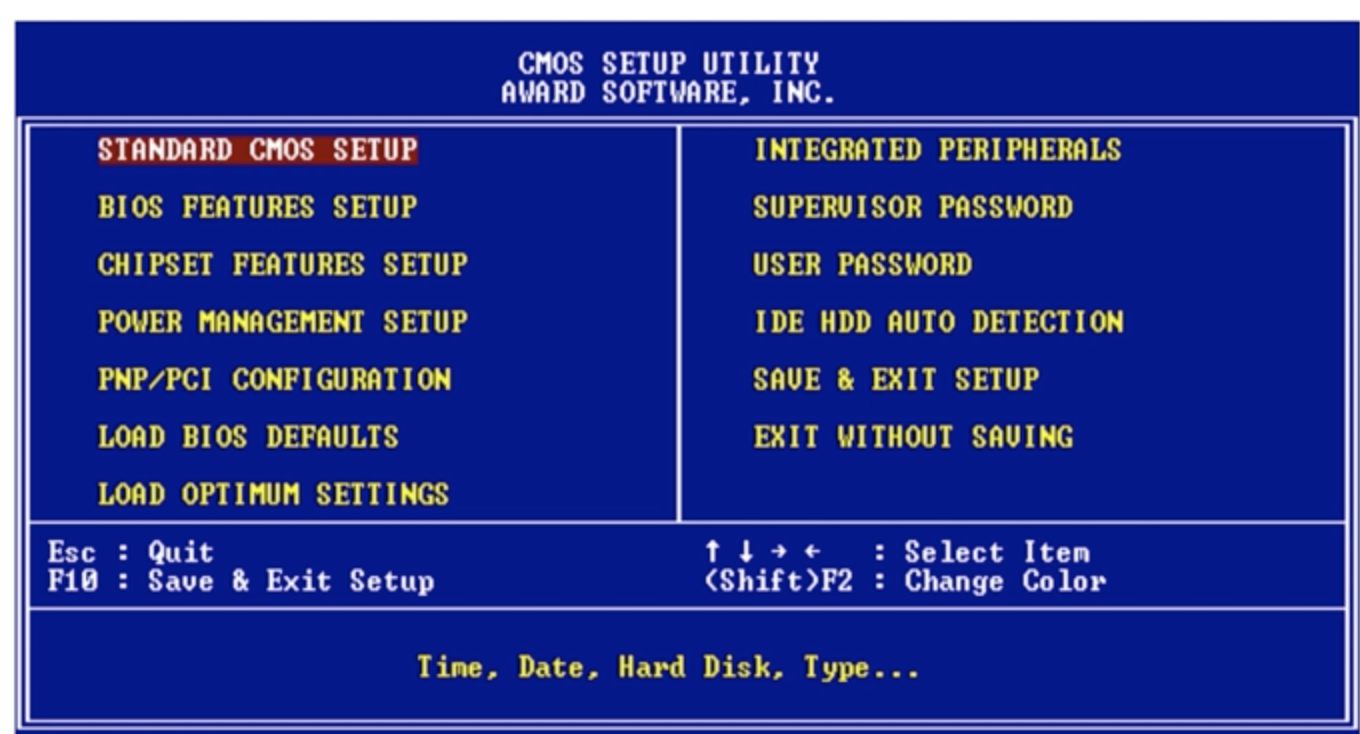 CMOS SETUP UTILITY
AWARD SOFTWARE, INC.
STANDARD CMOS SETUP
BIOS FEATURES SETUP
CHIPSET FEATURES SETUP
POWER MANAGEMENT SETUP
PNP/PCI CONFIGURATION
LOAD BIOS DEFAULTS
LOAD OPTIMUM SETTINGS
INTEGRATED PERIPHERALS
SUPERVISOR PASSWORD
USER PASSWORD
IDE HDD AUTO DETECTION
SAVE & EXIT SETUP
EXIT WITHOUT SAVING
Esc : Quit
F10 : Save & Exit Setup
↑ ↓ → ← : Select Item
(Shift)F2 : Change Color
Time, Date, Hard Disk, Type...